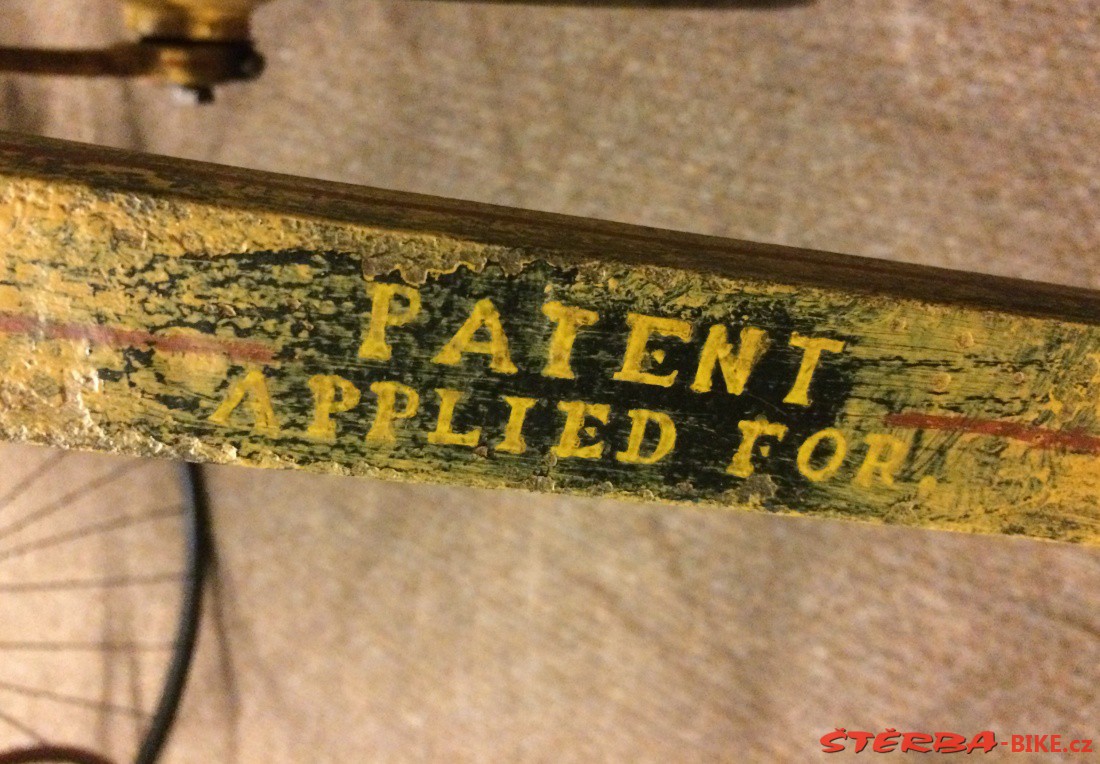 PATENT
APPLIED FOR.
ŠTĚRBA-BIKE.cz